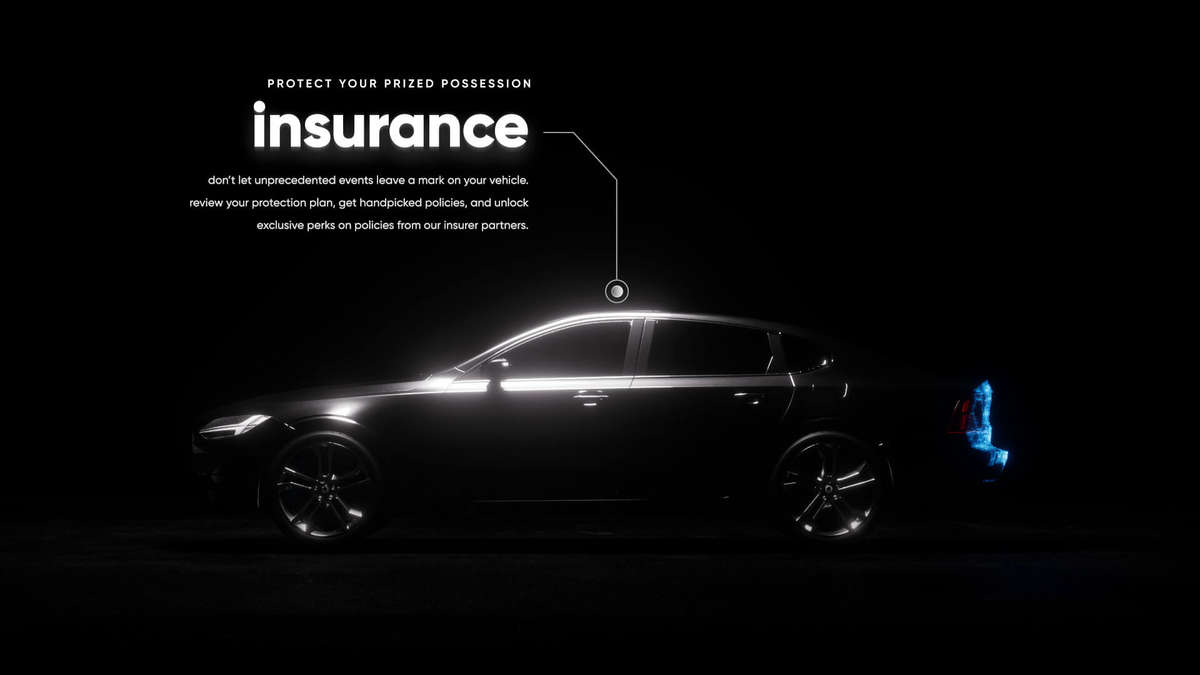 PROTECT YOUR PRIZED POSSESSION
insurance
don't let unprecedented events leave a mark on your vehicle.
review your protection plan, get handpicked policies, and unlock
exclusive perks on policies from our insurer partners.